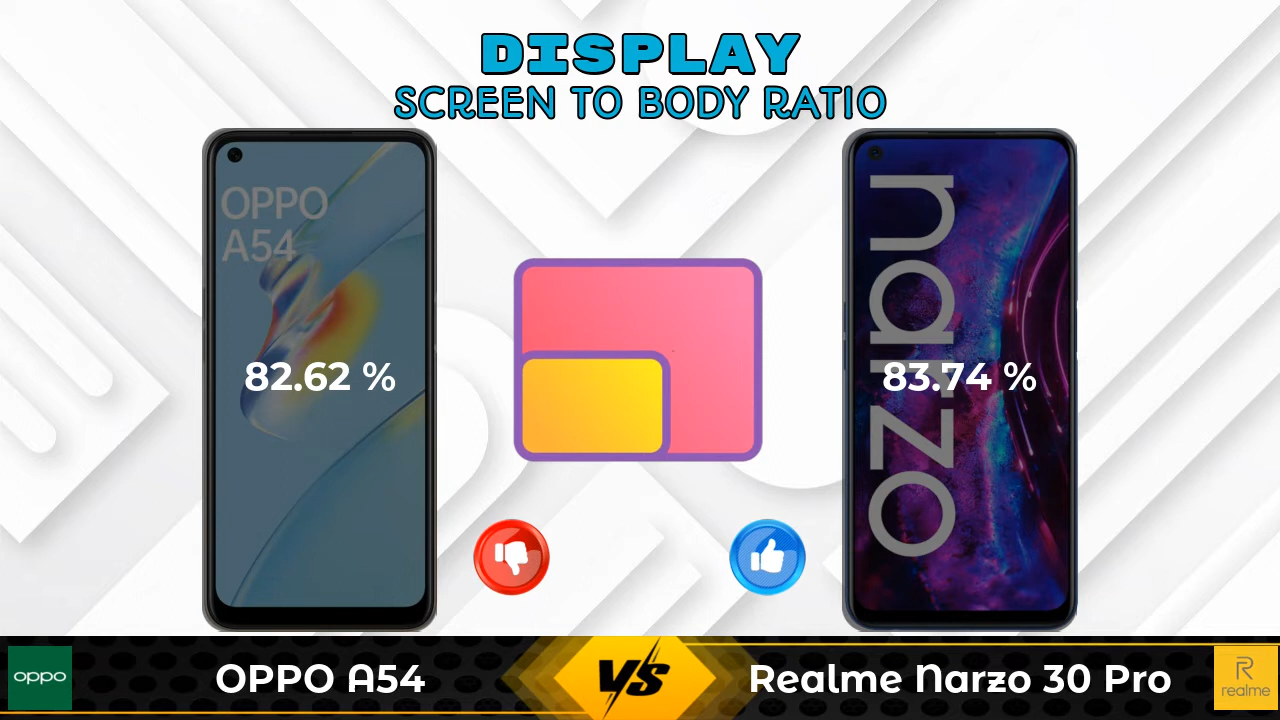 DISPLAY
SCREEN TO BODY RATIO
OPPO
A54
82.62 %
narzo
83.74 %
oppo
OPPO A54
VS
Realme Narzo 30 Pro
R
realme